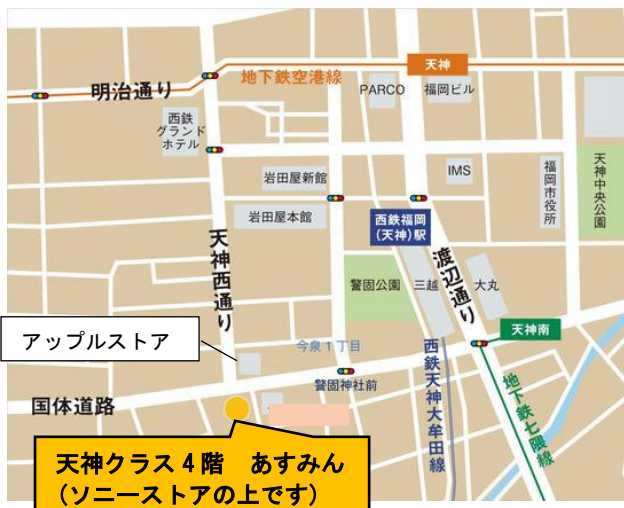 天神
地下鉄空港線
明治通り
PARCO
福岡ビル
西鉄
グランド
ホテル
岩田屋新館
IMS
福岡市役所
天神中央公園
岩田屋本館
西鉄福岡
(天神)駅
天神西通り
渡辺通り
警固公園
三越
大丸
アップルストア
今泉1丁目
天神南
警固神社前
国体道路
西鉄天神大牟田線
地下鉄七隈線
天神クラス4階 あすみん
(ソニーストアの上です)